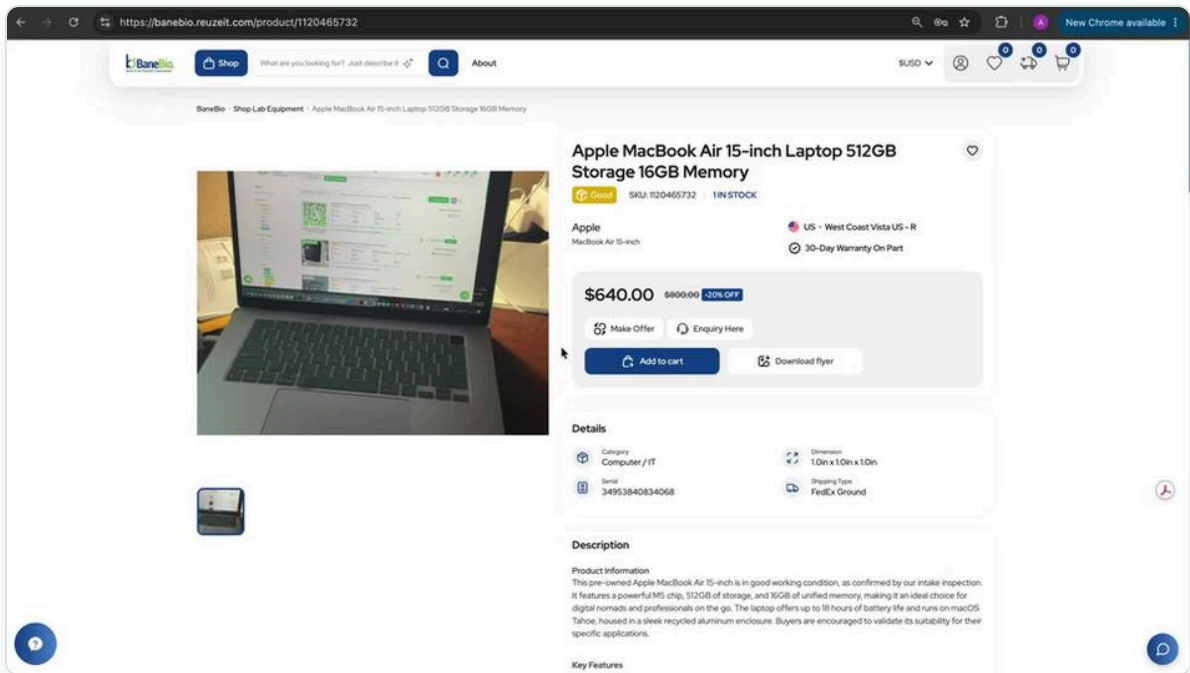 https://banebio.reuzeit.com/product/1120465732
New Chrome available
A
BaneBio
Shop
What are you looking for? Just describe it
About
$USD
0
0
0
BaneBio · Shop Lab Equipment · Apple MacBook Air 15-inch Laptop 512GB Storage 16GB Memory
Apple MacBook Air 15-inch Laptop 512GB
Storage 16GB Memory
Good
SKU: 1120465732
1 IN STOCK
Apple
MacBook Air 15-inch
US - West Coast Vista US - R
30-Day Warranty On Part
$640.00
$800.00
-20% OFF
Make Offer
Enquiry Here
Add to cart
Download flyer
Details
Category
Computer / IT
Dimension
1.0in x 1.0in x 1.0in
Serial
34953840834068
Shipping Type
FedEx Ground
Description
Product Information
This pre-owned Apple MacBook Air 15-inch is in good working condition, as confirmed by our intake inspection.
It features a powerful M5 chip, 512GB of storage, and 16GB of unified memory, making it an ideal choice for
digital nomads and professionals on the go. The laptop offers up to 18 hours of battery life and runs on macOS
Tahoe, housed in a sleek recycled aluminum enclosure. Buyers are encouraged to validate its suitability for their
specific applications.
Key Features